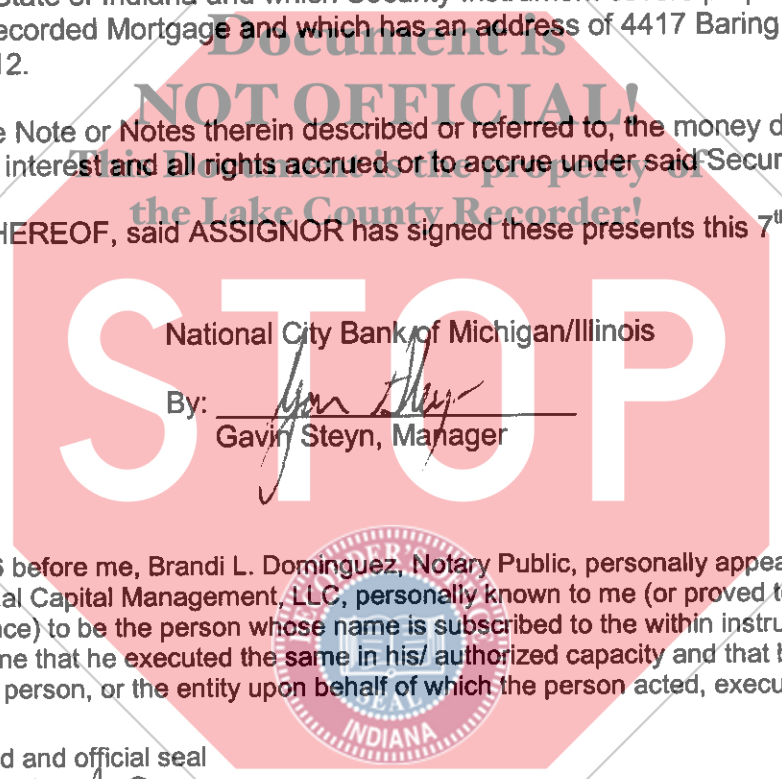 State of Indiana and which Security Instrument covers prop
ecorded Mortgage and which has an address of 4417 Baring
Document is
12.
NOT OFFICIAL!
e Note or Notes therein described or referred to, the money d
interest and all rights accrued or to accrue under said Secur
This Document is the property of
the Lake County Recorder!
HEREOF, said ASSIGNOR has signed these presents this 7th
STOP
National City Bank of Michigan/Illinois
By:
Gavin Steyn, Manager
6 before me, Brandi L. Dominguez, Notary Public, personally appea
al Capital Management, LLC, personally known to me (or proved to
nce) to be the person whose name is subscribed to the within instru
me that he executed the same in his/ authorized capacity and that b
person, or the entity upon behalf of which the person acted, execu
SEAL
INDIANA
d and official seal